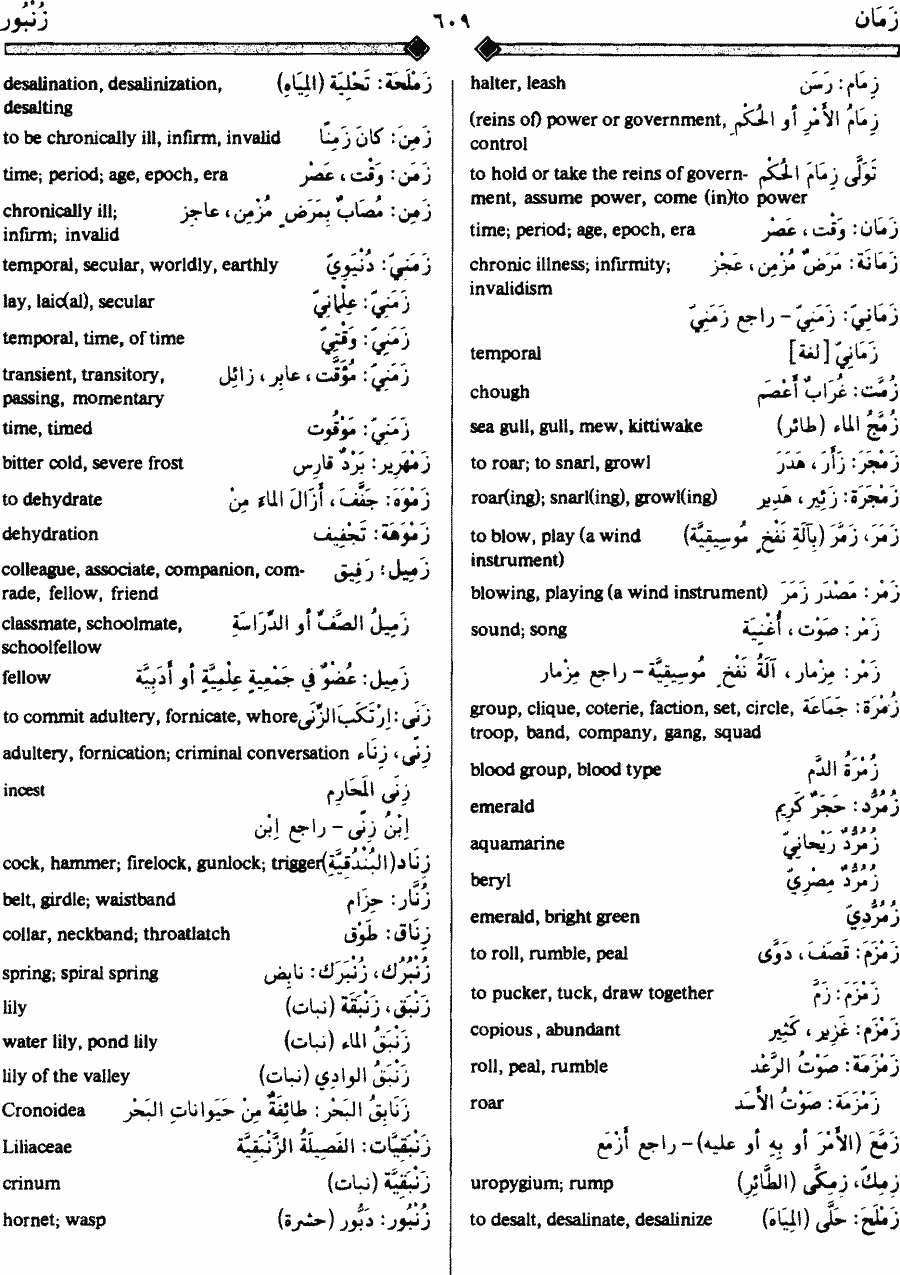 زَمَان ٦٠٩ زُنْبُور
زِمَام : رَسَن halter, leash
زِمَامُ الأَمْرِ أو الحُكْمِ (reins of) power or government,
control
تَوَلَّى زِمَامَ الحُكْمِ to hold or take the reins of govern-
ment, assume power, come (in)to power
زَمَان : وَقْت ، عَصْر time; period; age, epoch, era
زَمَانَة : مَرَضٌ مُزْمِن ، عَجْز chronic illness; infirmity;
invalidism
زَمَانِيّ : زَمَنِيّ - راجع زَمَنِيّ
زَمَانِيّ [لغة] temporal
زُمَّت : غُرَابٌ أَعْصَم chough
زُمَّجُ الماء (طائر) sea gull, gull, mew, kittiwake
زَمْجَرَ : زَأَرَ ، هَدَرَ to roar; to snarl, growl
زَمْجَرَة : زَئِير ، هَدِير roar(ing); snarl(ing), growl(ing)
زَمَرَ ، زَمَّرَ (بِآلَةِ نَفْخٍ مُوسِيقِيَّة) to blow, play (a wind
instrument)
زَمْر : مَصْدَر زَمَرَ blowing, playing (a wind instrument)
زَمْر : صَوْت ، أُغْنِيَة sound; song
زَمْر : مِزْمار ، آلَةُ نَفْخٍ مُوسِيقِيَّة - راجع مِزْمار
زُمْرَة : جَمَاعَة group, clique, coterie, faction, set, circle,
troop, band, company, gang, squad
زُمْرَةُ الدَّم blood group, blood type
زُمُرُّد : حَجَرٌ كَرِيم emerald
زُمُرُّدٌ رَيْحانِيّ aquamarine
زُمُرُّدٌ مِصْرِيّ beryl
زُمُرُّدِيّ emerald, bright green
زَمْزَمَ : قَصَفَ ، دَوَّى to roll, rumble, peal
زَمْزَمَ : زَمَّ to pucker, tuck, draw together
زَمْزَم : غَزِير ، كَثِير copious, abundant
زَمْزَمَة : صَوْتُ الرَّعْد roll, peal, rumble
زَمْزَمَة : صَوْتُ الأَسَد roar
زَمَّعَ (الأَمْرَ أو بِهِ أو عليه) - راجع أَزْمَعَ
زِمِكّ ، زِمِكَّى (الطَّائِر) uropygium; rump
زَمْلَحَ : حَلَّى (المِيَاهَ) to desalt, desalinate, desalinize
زَمْلَحَة : تَحْلِيَة (المِيَاهِ) desalination, desalinization,
desalting
زَمِنَ : كَانَ زَمِنًا to be chronically ill, infirm, invalid
زَمَن : وَقْت ، عَصْر time; period; age, epoch, era
زَمِن : مُصَابٌ بِمَرَضٍ مُزْمِن ، عاجِز chronically ill;
infirm; invalid
زَمَنِيّ : دُنْيَوِيّ temporal, secular, worldly, earthly
زَمَنِيّ : عِلْمَانِيّ lay, laic(al), secular
زَمَنِيّ : وَقْتِيّ temporal, time, of time
زَمَنِيّ : مُؤَقَّت ، عابِر ، زائِل transient, transitory,
passing, momentary
زَمَنِيّ : مَوْقُوت time, timed
زَمْهَرِير : بَرْدٌ قارِس bitter cold, severe frost
زَمْوَهَ : جَفَّفَ ، أَزَالَ الماءَ مِنْ to dehydrate
زَمْوَهَة : تَجْفِيف dehydration
زَمِيل : رَفِيق colleague, associate, companion, com-
rade, fellow, friend
زَمِيلُ الصَّفّ أو الدِّرَاسَة classmate, schoolmate,
schoolfellow
زَمِيل : عُضْوٌ في جَمْعِيةٍ عِلْمِيَّةٍ أو أَدَبِيَّة fellow
زَنَى : اِرْتَكَبَ الزِّنَى to commit adultery, fornicate, whore
زِنًى ، زِنَاء adultery, fornication; criminal conversation
زِنَى المَحَارِم incest
اِبْنُ زِنًى - راجع اِبْن
زِنَاد (البُنْدُقِيَّة) cock, hammer; firelock, gunlock; trigger
زُنَّار : حِزَام belt, girdle; waistband
زِنَاق : طَوْق collar, neckband; throatlatch
زُنْبُرُك ، زُنْبَرَك : نابِض spring; spiral spring
زَنْبَق ، زَنْبَقَة (نبات) lily
زَنْبَقُ الماء (نبات) water lily, pond lily
زَنْبَقُ الوادِي (نبات) lily of the valley
زَنَابِقُ البَحْر : طائِفَةٌ مِنْ حَيَوانَاتِ البَحْر Cronoidea
زَنْبَقِيَّات : الفَصِيلَةُ الزَّنْبَقِيَّة Liliaceae
زَنْبَقِيَّة (نبات) crinum
زُنْبُور : دَبُّور (حشرة) hornet; wasp